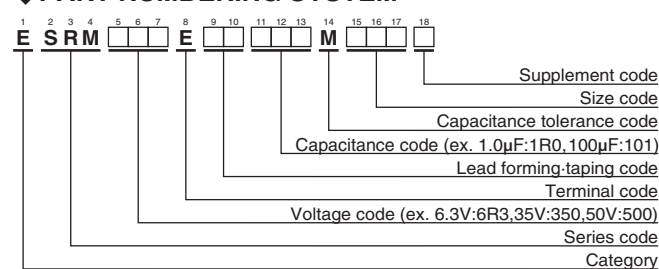 ◆PART NUMBERING SYSTEM
1 2 3 4 5 6 7 8 9 10 11 12 13 14 15 16 17 18
E SRM □□□ E □□ □□□ M □□□ □
Supplement code
Size code
Capacitance tolerance code
Capacitance code (ex. 1.0μF:1R0,100μF:101)
Lead forming·taping code
Terminal code
Voltage code (ex. 6.3V:6R3,35V:350,50V:500)
Series code
Category